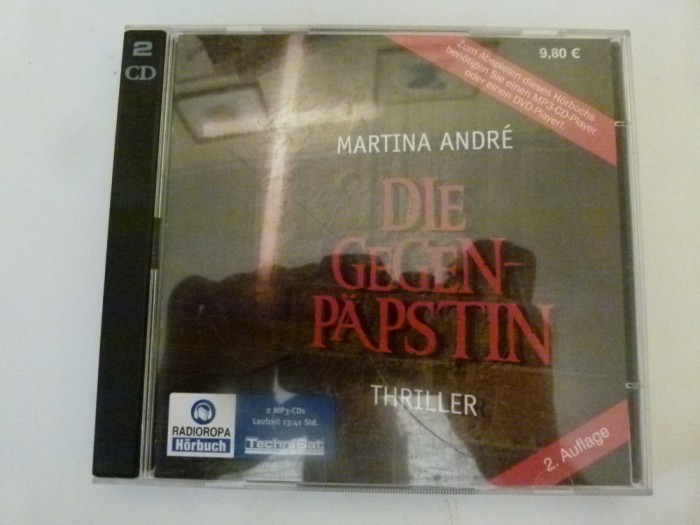 2
CD
Zum Abspielen dieses Hörbuchs
benötigen Sie einen MP3-CD-Player
oder einen DVD-Player!
9,80 €
MARTINA ANDRÉ
DIE
GEGEN-
PÄPSTIN
THRILLER
RADIOROPA
Hörbuch
2 MP3-CDs
Laufzeit 13:41 Std.
TechniSat
2. Auflage